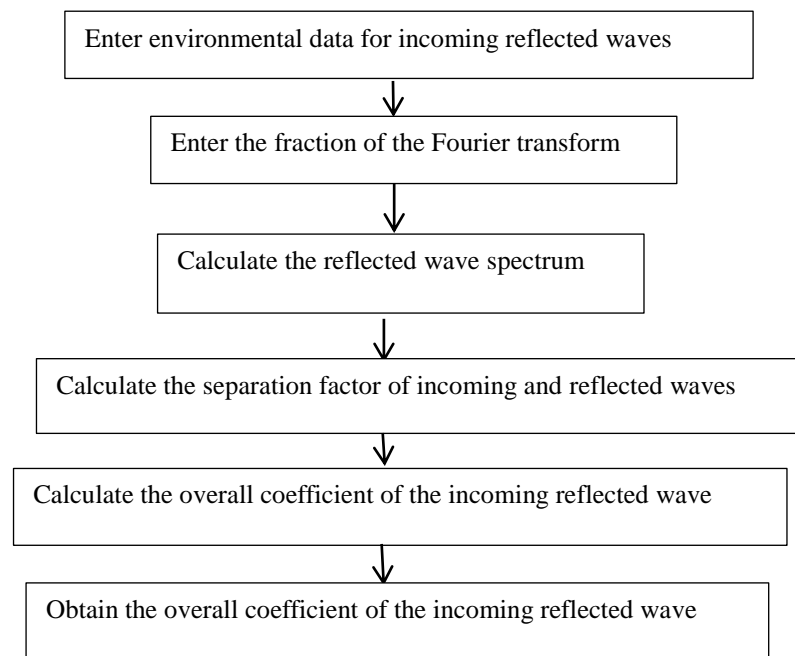 Enter environmental data for incoming reflected waves
Enter the fraction of the Fourier transform
Calculate the reflected wave spectrum
Calculate the separation factor of incoming and reflected waves
Calculate the overall coefficient of the incoming reflected wave
Obtain the overall coefficient of the incoming reflected wave